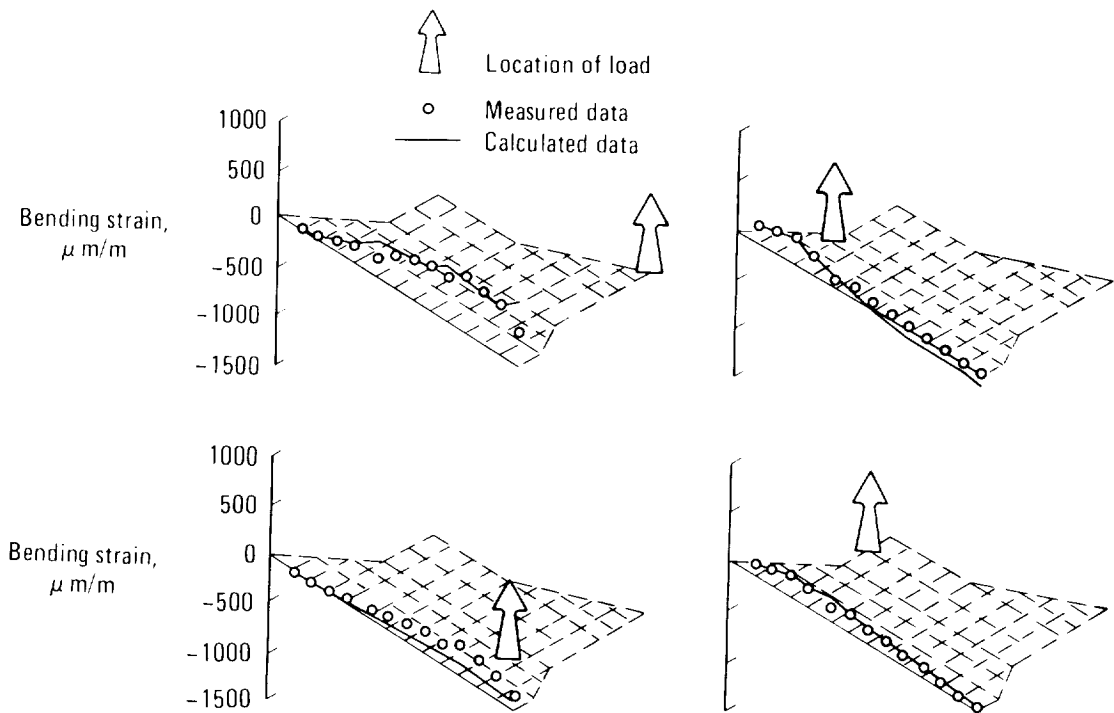 Location of load
Measured data
Calculated data
1000
500
0
-500
-1000
-1500
Bending strain,
μ m/m
1000
500
0
-500
-1000
-1500
Bending strain,
μ m/m